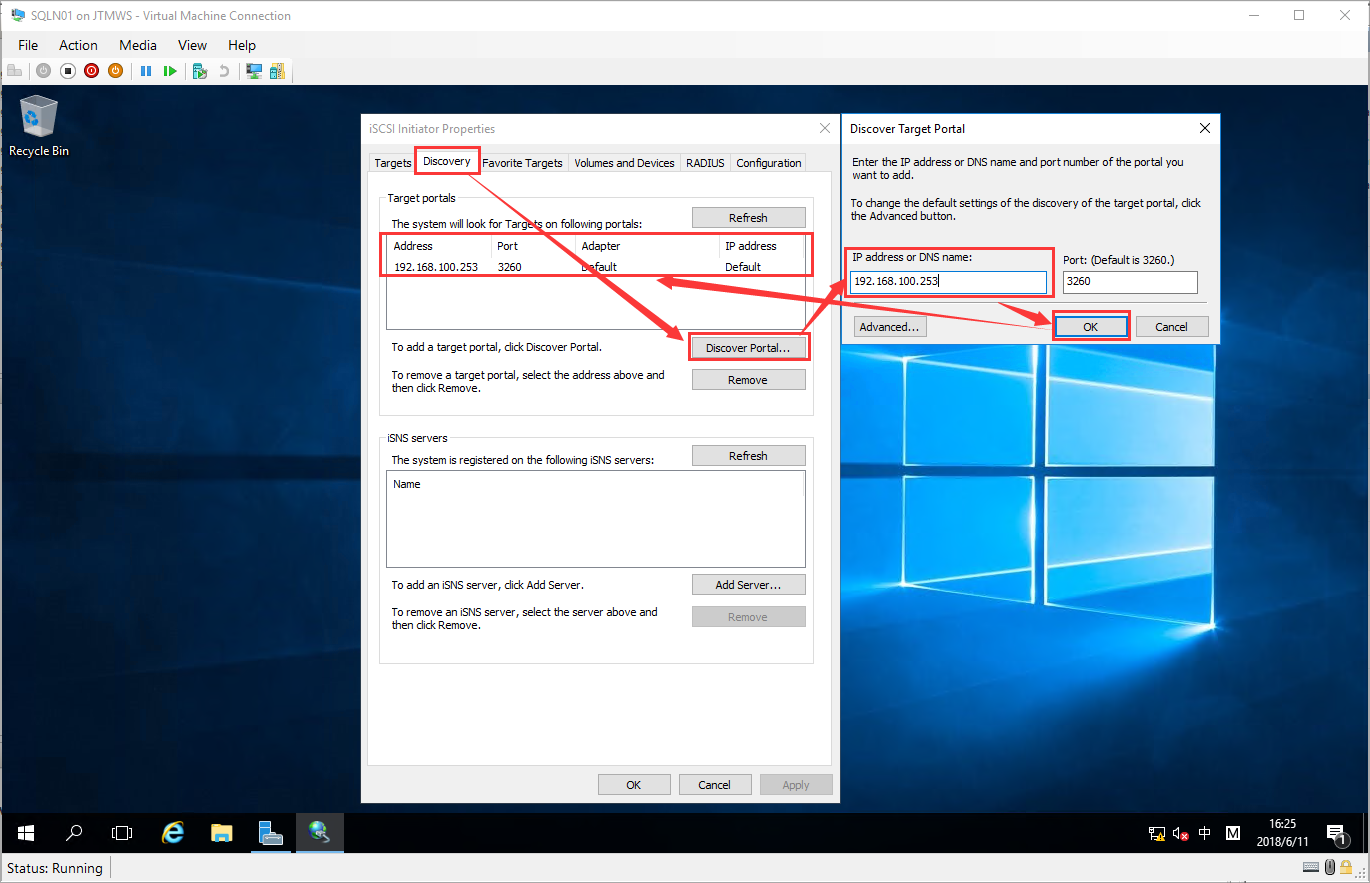 SQLN01 on JTMWS - Virtual Machine Connection
File Action Media View Help
Recycle Bin
iSCSI Initiator Properties
Targets Discovery Favorite Targets Volumes and Devices RADIUS Configuration
Target portals
The system will look for Targets on following portals:
Refresh
Address Port Adapter IP address
192.168.100.253 3260 Default Default
To add a target portal, click Discover Portal.
Discover Portal...
To remove a target portal, select the address above and
then click Remove.
Remove
iSNS servers
The system is registered on the following iSNS servers:
Refresh
Name
To add an iSNS server, click Add Server.
Add Server...
To remove an iSNS server, select the server above and
then click Remove.
Remove
OK Cancel Apply
Discover Target Portal
Enter the IP address or DNS name and port number of the portal you
want to add.
To change the default settings of the discovery of the target portal, click
the Advanced button.
IP address or DNS name:
Port: (Default is 3260.)
192.168.100.253
3260
Advanced...
OK
Cancel
中
M
16:25
2018/6/11
1
Status: Running